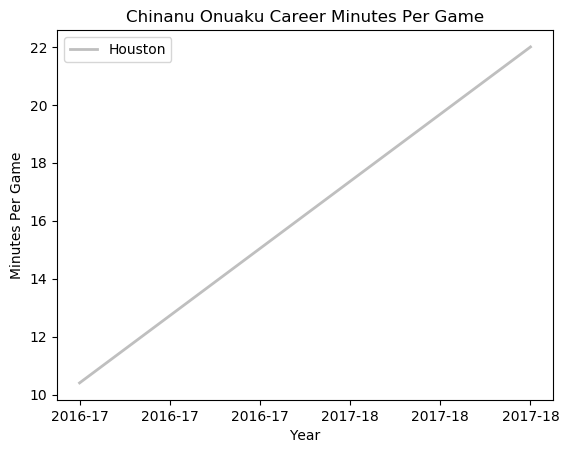 Chinanu Onuaku Career Minutes Per Game
Houston
Minutes Per Game
22
20
18
16
14
12
10
2016-17 2016-17 2016-17 2017-18 2017-18 2017-18
Year